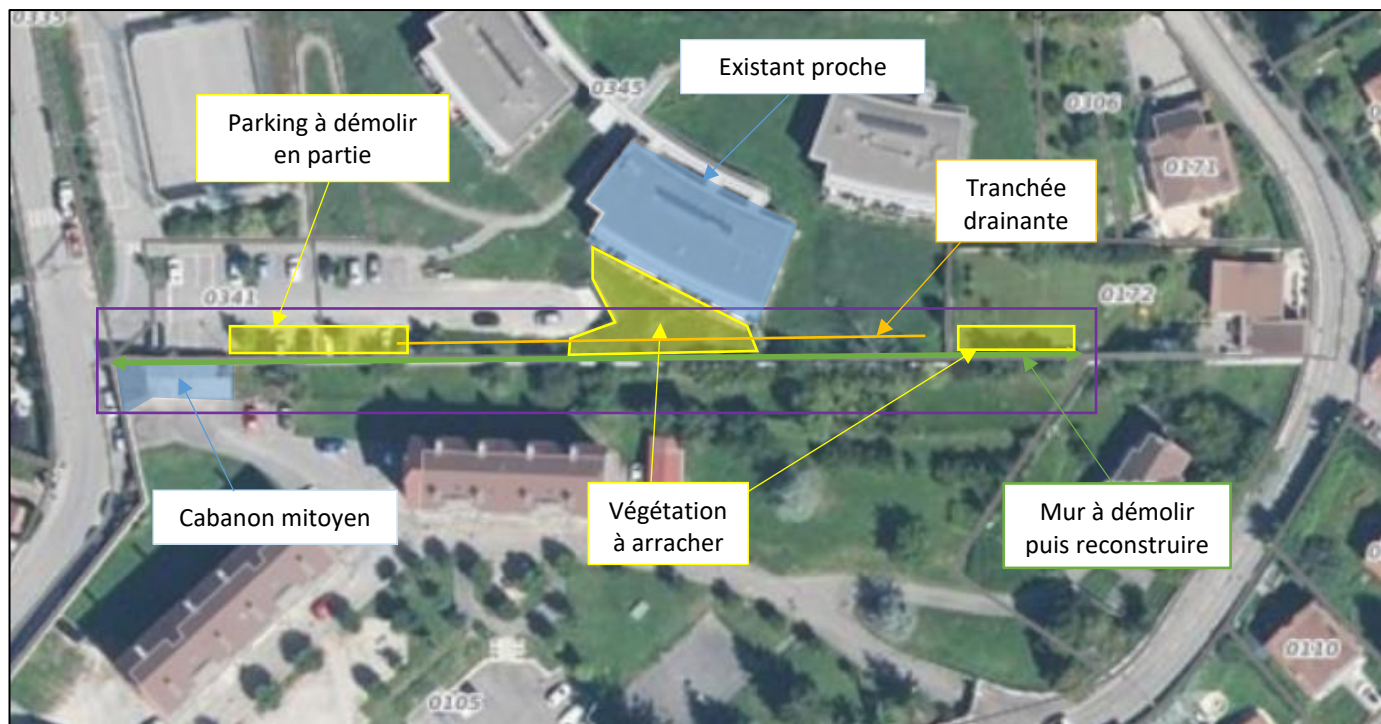 0335
Existant proche
0345
0306
Parking à démolir
en partie
0171
Tranchée
drainante
0341
0172
Cabanon mitoyen
Végétation
à arracher
Mur à démolir
puis reconstruire
0110
0105